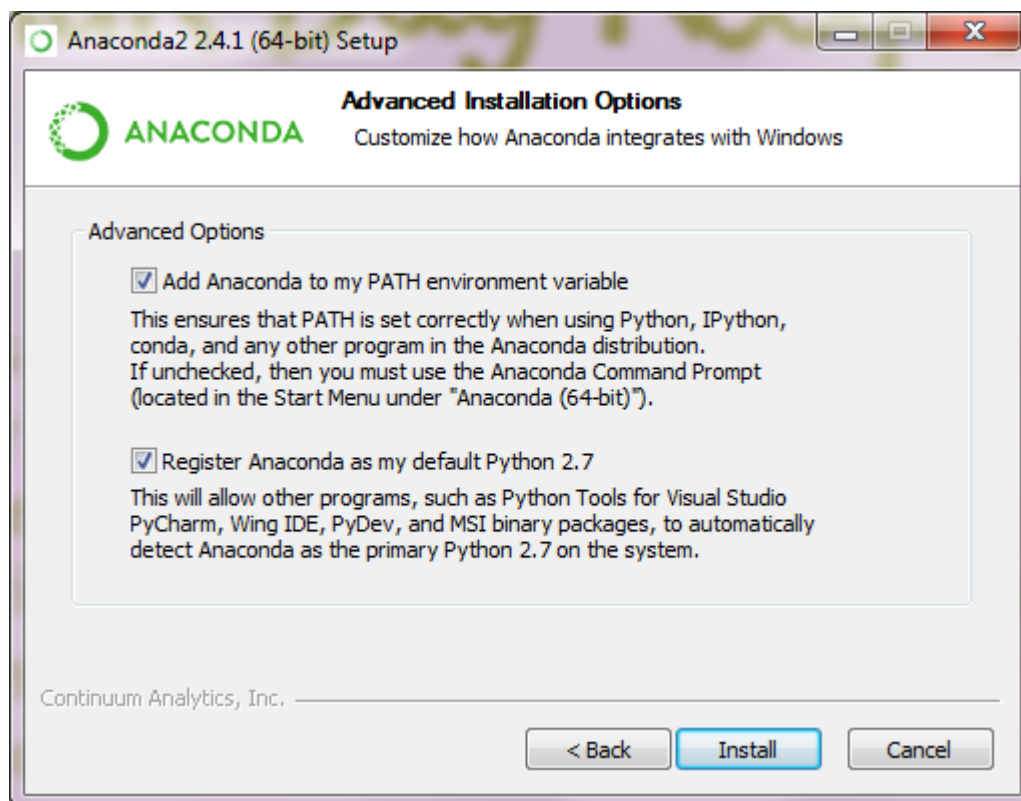 Anaconda2 2.4.1 (64-bit) Setup
ANACONDA
Advanced Installation Options
Customize how Anaconda integrates with Windows
Advanced Options
Add Anaconda to my PATH environment variable
This ensures that PATH is set correctly when using Python, IPython,
conda, and any other program in the Anaconda distribution.
If unchecked, then you must use the Anaconda Command Prompt
(located in the Start Menu under "Anaconda (64-bit)").
Register Anaconda as my default Python 2.7
This will allow other programs, such as Python Tools for Visual Studio
PyCharm, Wing IDE, PyDev, and MSI binary packages, to automatically
detect Anaconda as the primary Python 2.7 on the system.
Continuum Analytics, Inc.
< Back
Install
Cancel